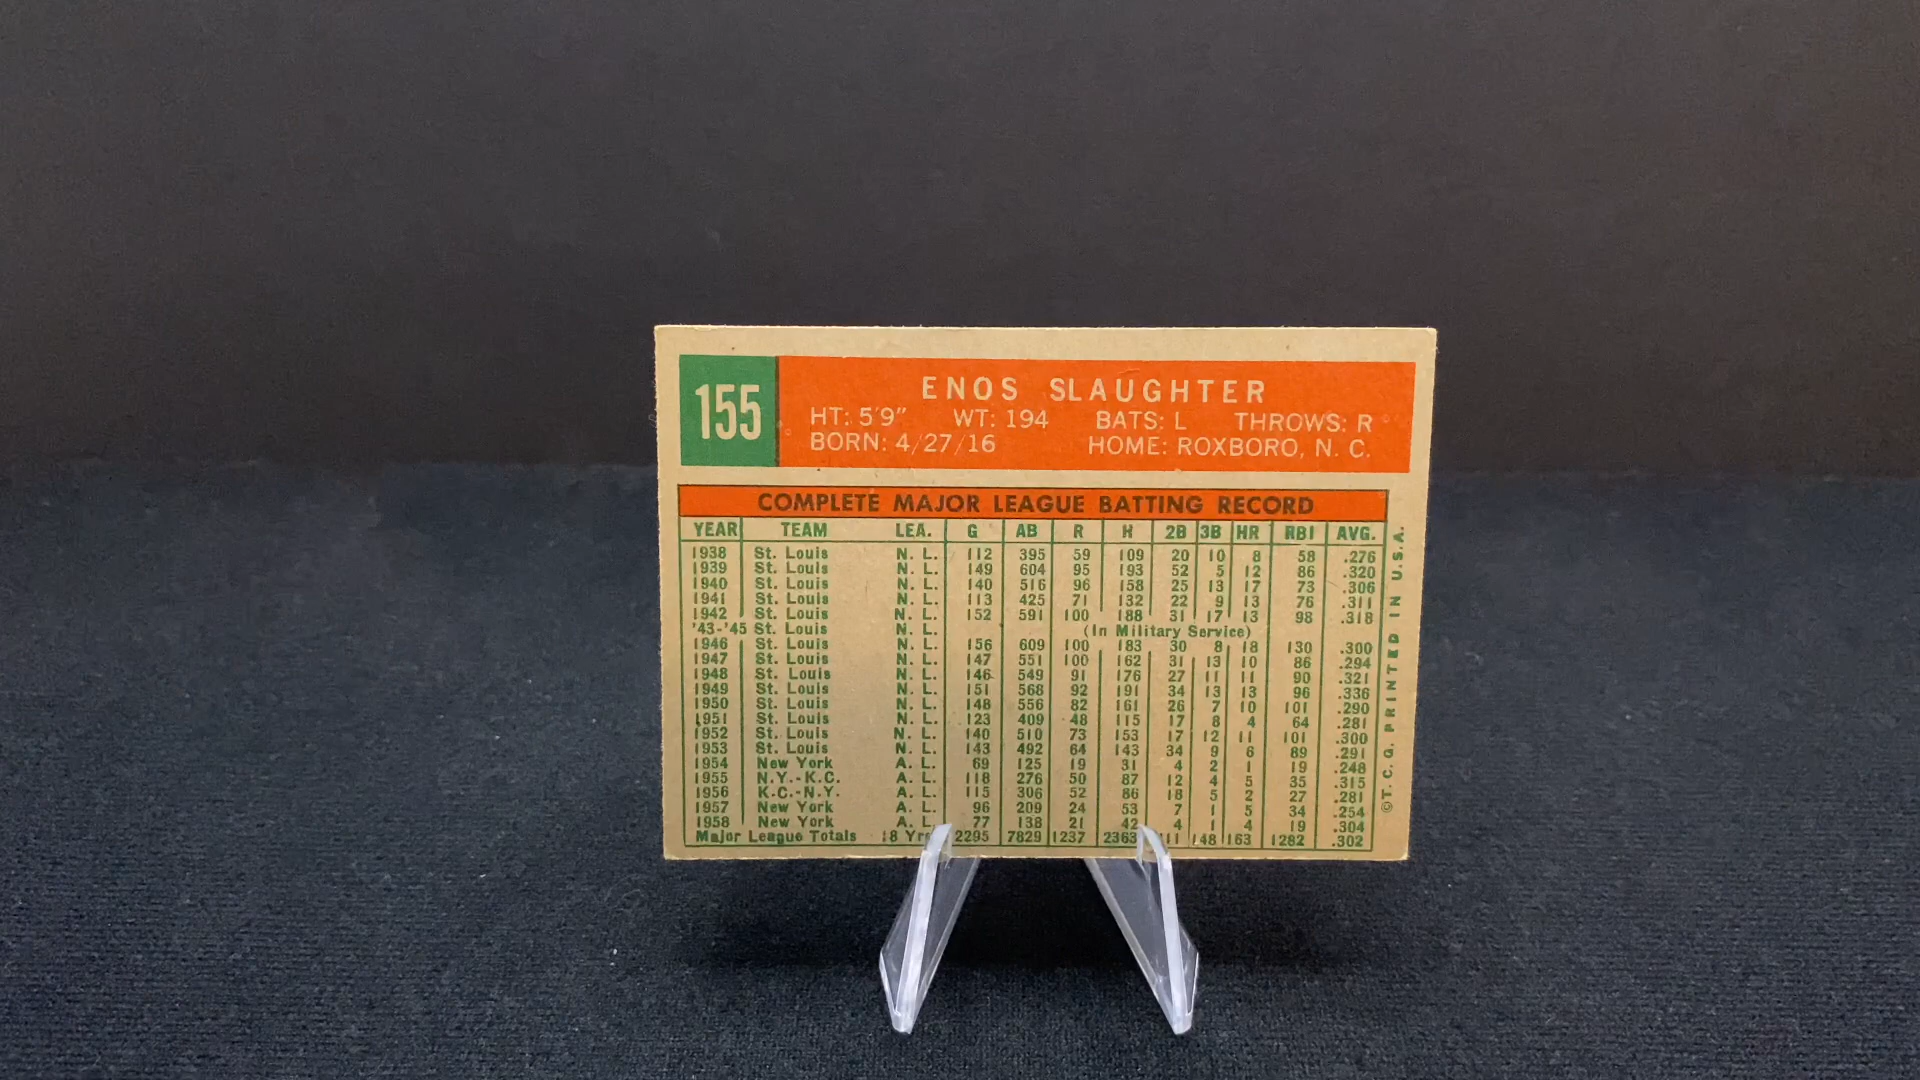 155
ENOS SLAUGHTER
HT: 5'9" WT: 194 BATS: L THROWS: R
BORN: 4/27/16 HOME: ROXBORO, N. C.
COMPLETE MAJOR LEAGUE BATTING RECORD
YEAR TEAM LEA. G AB R H 2B 3B HR RBI AVG.
1938 St. Louis N. L. 112 395 59 109 20 10 8 58 .276
1939 St. Louis N. L. 149 604 95 193 52 5 12 86 .320
1940 St. Louis N. L. 140 516 96 158 25 13 17 73 .306
1941 St. Louis N. L. 113 425 71 132 22 9 13 76 .311
1942 St. Louis N. L. 152 591 100 188 31 17 13 98 .318
'43-'45 St. Louis N. L. (In Military Service)
1946 St. Louis N. L. 156 609 100 183 30 8 18 130 .300
1947 St. Louis N. L. 147 551 100 162 31 13 10 86 .294
1948 St. Louis N. L. 146 549 91 176 27 11 11 90 .321
1949 St. Louis N. L. 151 568 92 191 34 13 13 96 .336
1950 St. Louis N. L. 148 556 82 161 26 7 10 101 .290
1951 St. Louis N. L. 123 409 48 115 17 8 4 64 .281
1952 St. Louis N. L. 140 510 73 153 17 12 11 101 .300
1953 St. Louis N. L. 143 492 64 143 34 9 6 89 .291
1954 New York A. L. 69 125 19 31 4 2 1 19 .248
1955 N.Y.-K.C. A. L. 118 276 50 87 12 4 5 35 .315
1956 K.C.-N.Y. A. L. 115 306 52 86 18 5 2 27 .281
1957 New York A. L. 96 209 24 53 7 1 5 34 .254
1958 New York A. L. 77 138 21 42 4 1 4 19 .304
Major League Totals 18 Yrs 2295 7829 1237 2363 148 163 1282 .302
©T. C. G. PRINTED IN U.S.A.